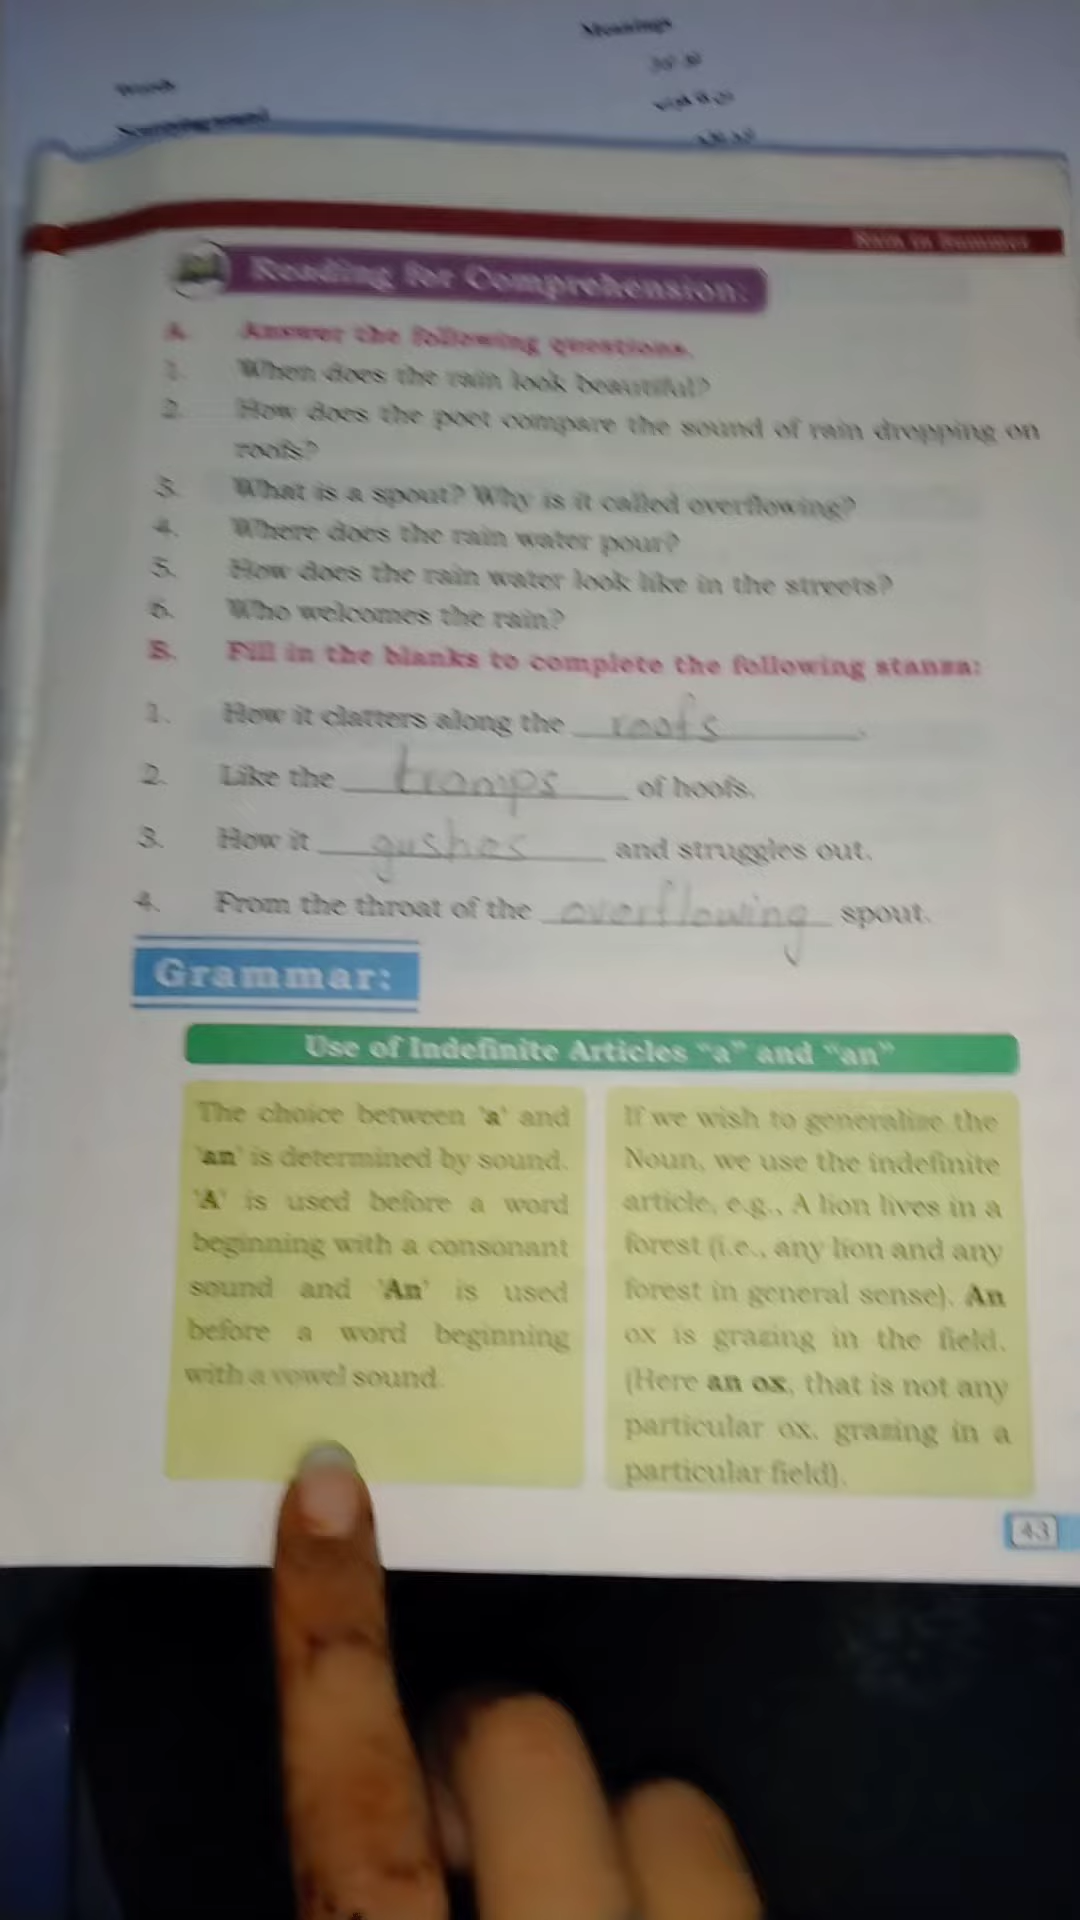 Meanings
Words
Rain in Summer
Reading for Comprehension:
A. Answer the following questions.
1. When does the rain look beautiful?
2. How does the poet compare the sound of rain dropping on
roofs?
3. What is a spout? Why is it called overflowing?
4. Where does the rain water pour?
5. How does the rain water look like in the streets?
6. Who welcomes the rain?
B. Fill in the blanks to complete the following stanza:
1. How it clatters along the roofs.
2. Like the tramps of hoofs.
3. How it gushes and struggles out.
4. From the throat of the overflowing spout.
Grammar:
Use of Indefinite Articles "a" and "an"
The choice between 'a' and
'an' is determined by sound.
'A' is used before a word
beginning with a consonant
sound and 'An' is used
before a word beginning
with a vowel sound.
If we wish to generalize the
Noun, we use the indefinite
article, e.g., A lion lives in a
forest (i.e., any lion and any
forest in general sense). An
ox is grazing in the field.
(Here an ox, that is not any
particular ox, grazing in a
particular field).
43